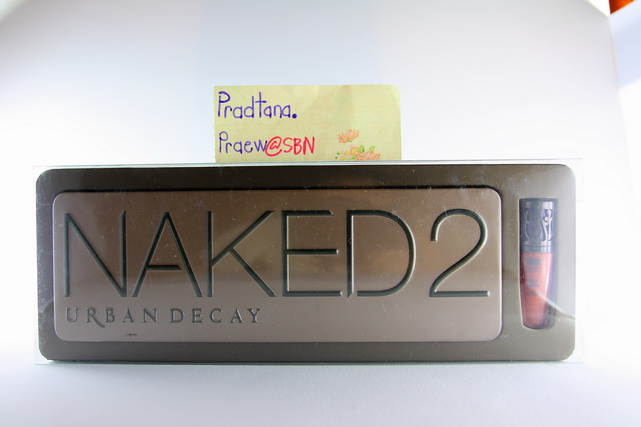 Pradtana.
Praew@SBN
NAKED2
URBAN DECAY